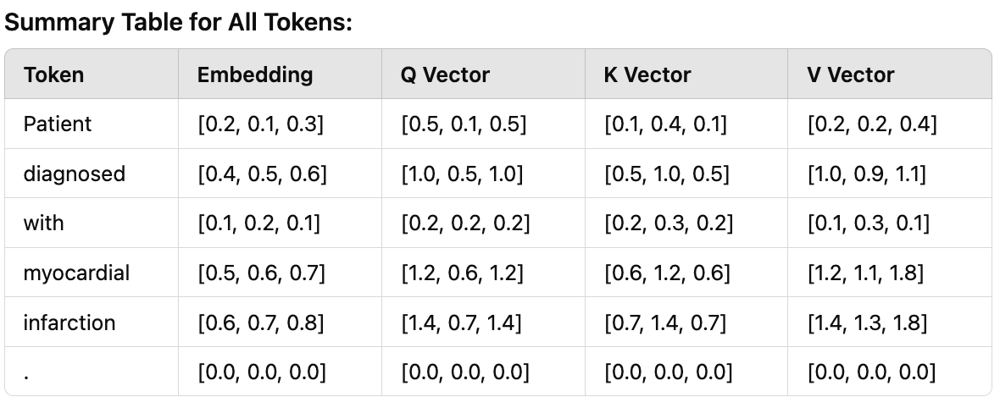 Summary Table for All Tokens:
Token Embedding Q Vector K Vector V Vector
Patient [0.2, 0.1, 0.3] [0.5, 0.1, 0.5] [0.1, 0.4, 0.1] [0.2, 0.2, 0.4]
diagnosed [0.4, 0.5, 0.6] [1.0, 0.5, 1.0] [0.5, 1.0, 0.5] [1.0, 0.9, 1.1]
with [0.1, 0.2, 0.1] [0.2, 0.2, 0.2] [0.2, 0.3, 0.2] [0.1, 0.3, 0.1]
myocardial [0.5, 0.6, 0.7] [1.2, 0.6, 1.2] [0.6, 1.2, 0.6] [1.2, 1.1, 1.8]
infarction [0.6, 0.7, 0.8] [1.4, 0.7, 1.4] [0.7, 1.4, 0.7] [1.4, 1.3, 1.8]
. [0.0, 0.0, 0.0] [0.0, 0.0, 0.0] [0.0, 0.0, 0.0] [0.0, 0.0, 0.0]